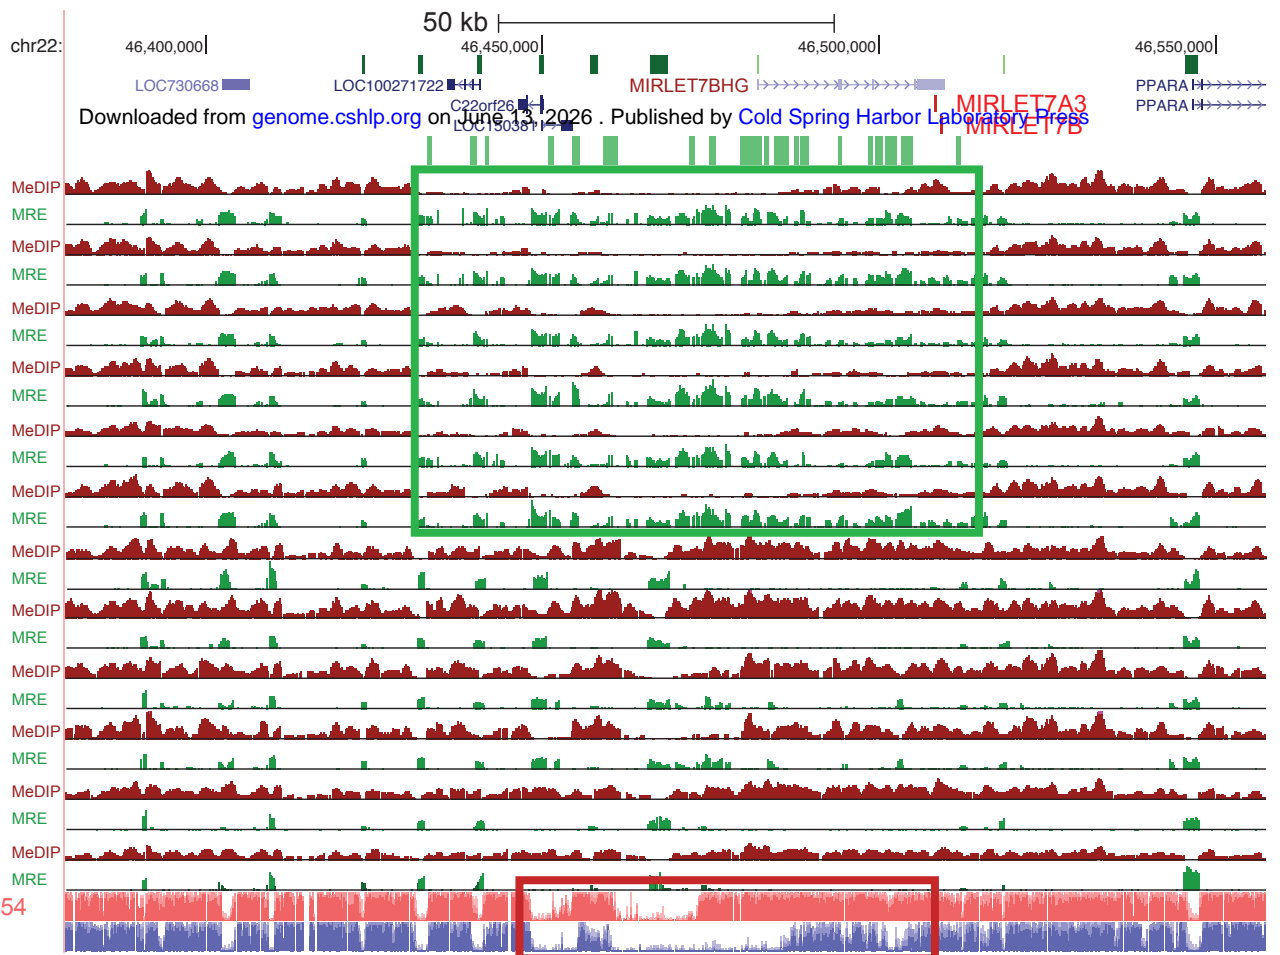 50 kb
chr22: 46,400,000 46,450,000 46,500,000 46,550,000
LOC730668 LOC100271722 MIRLET7BHG PPARA
C22orf26 MIRLET7A3 PPARA
Downloaded from genome.cshlp.org on June 13, 2026 . Published by Cold Spring Harbor Laboratory Press
LOC150381 MIRLET7B
MeDIP
MRE
MeDIP
MRE
MeDIP
MRE
MeDIP
MRE
MeDIP
MRE
MeDIP
MRE
MeDIP
MRE
MeDIP
MRE
MeDIP
MRE
MeDIP
MRE
MeDIP
MRE
MeDIP
MRE
54